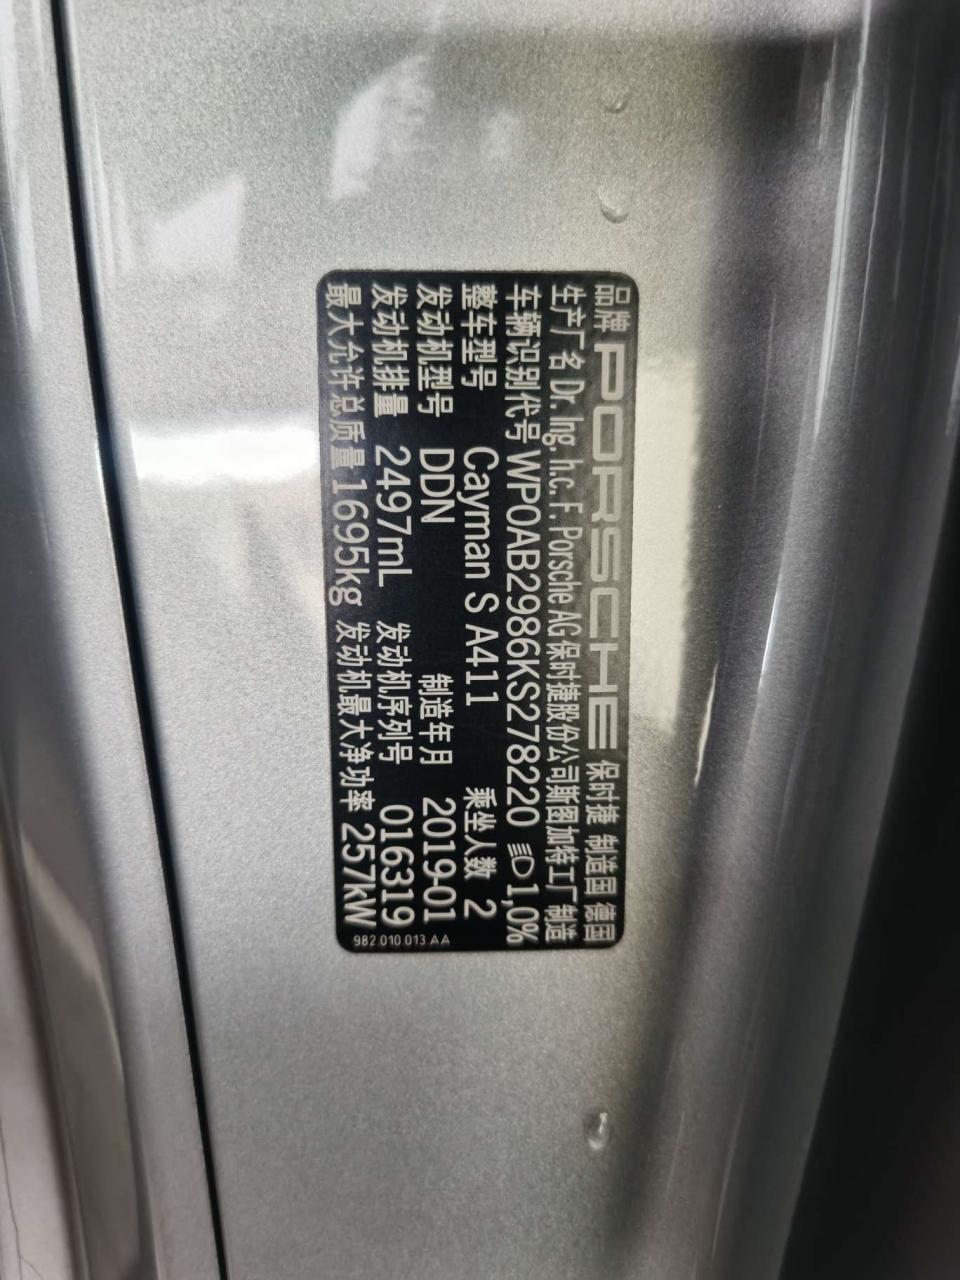 品牌 PORSCHE 保时捷 制造国 德国
生产厂名 Dr. Ing. h.c. F. Porsche AG 保时捷股份公司斯图加特工厂 制造
车辆识别代号 WP0AB2986KS278220 1,0%
整车型号 Cayman S A411 乘坐人数 2
发动机型号 DDN 制造年月 2019-01
发动机排量 2497mL 发动机序列号 016319
最大允许总质量 1695kg 发动机最大净功率 257kW
982.010.013.AA